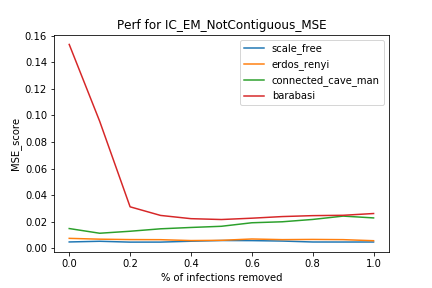 Perf for IC_EM_NotContiguous_MSE
0.16
0.14
0.12
0.10
0.08
0.06
0.04
0.02
0.00
MSE_score
scale_free
erdos_renyi
connected_cave_man
barabasi
0.0 0.2 0.4 0.6 0.8 1.0
% of infections removed